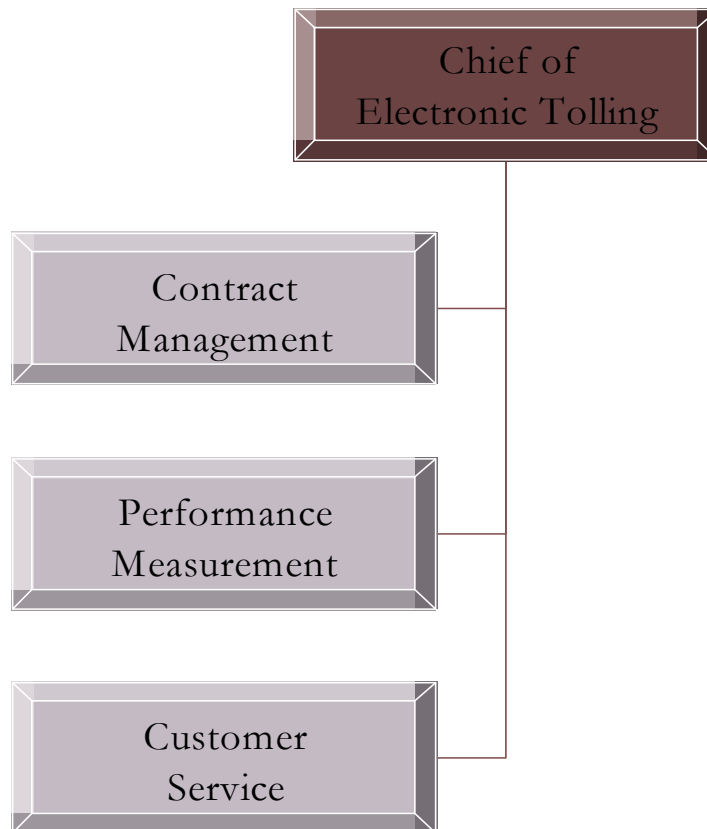 Chief of
Electronic Tolling
Contract
Management
Performance
Measurement
Customer
Service